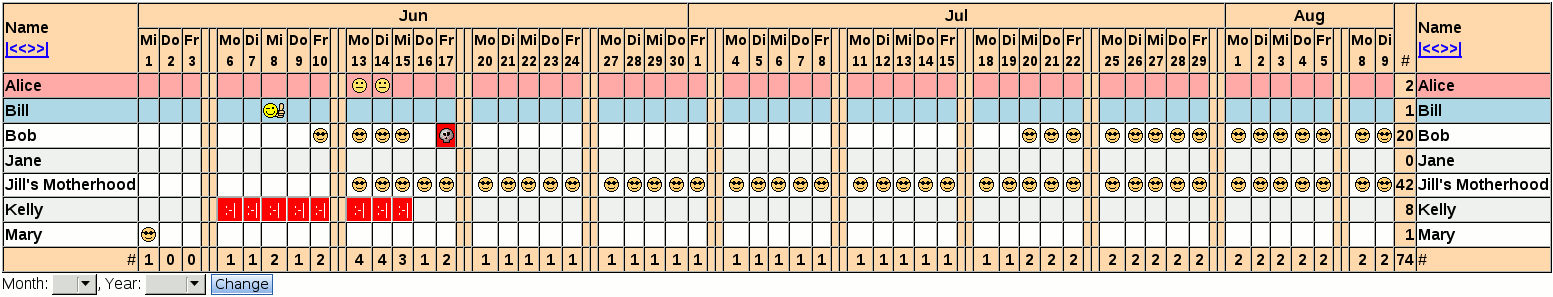 Jun Jul Aug
Name Mi Do Fr Mo Di Mi Do Fr Mo Di Mi Do Fr Mo Di Mi Do Fr Mo Di Mi Do Fr Mo Di Mi Do Fr Mo Di Mi Do Fr Mo Di Mi Do Fr Mo Di Mi Do Fr Mo Di Mi Do Fr Mo Di Name
|<<>>| 1 2 3 6 7 8 9 10 13 14 15 16 17 20 21 22 23 24 27 28 29 30 1 4 5 6 7 8 11 12 13 14 15 18 19 20 21 22 25 26 27 28 29 1 2 3 4 5 8 9 # |<<>>|
Alice 2 Alice
Bill 1 Bill
Bob 20 Bob
Jane 0 Jane
Jill's Motherhood 42 Jill's Motherhood
Kelly :-| :-| :-| :-| :-| :-| :-| :-| 8 Kelly
Mary 1 Mary
# 1 0 0 1 1 2 1 2 4 4 3 1 2 1 1 1 1 1 1 1 1 1 1 1 1 1 1 1 1 1 1 1 1 1 1 2 2 2 2 2 2 2 2 2 2 2 2 2 2 2 74 #
Month: , Year: Change